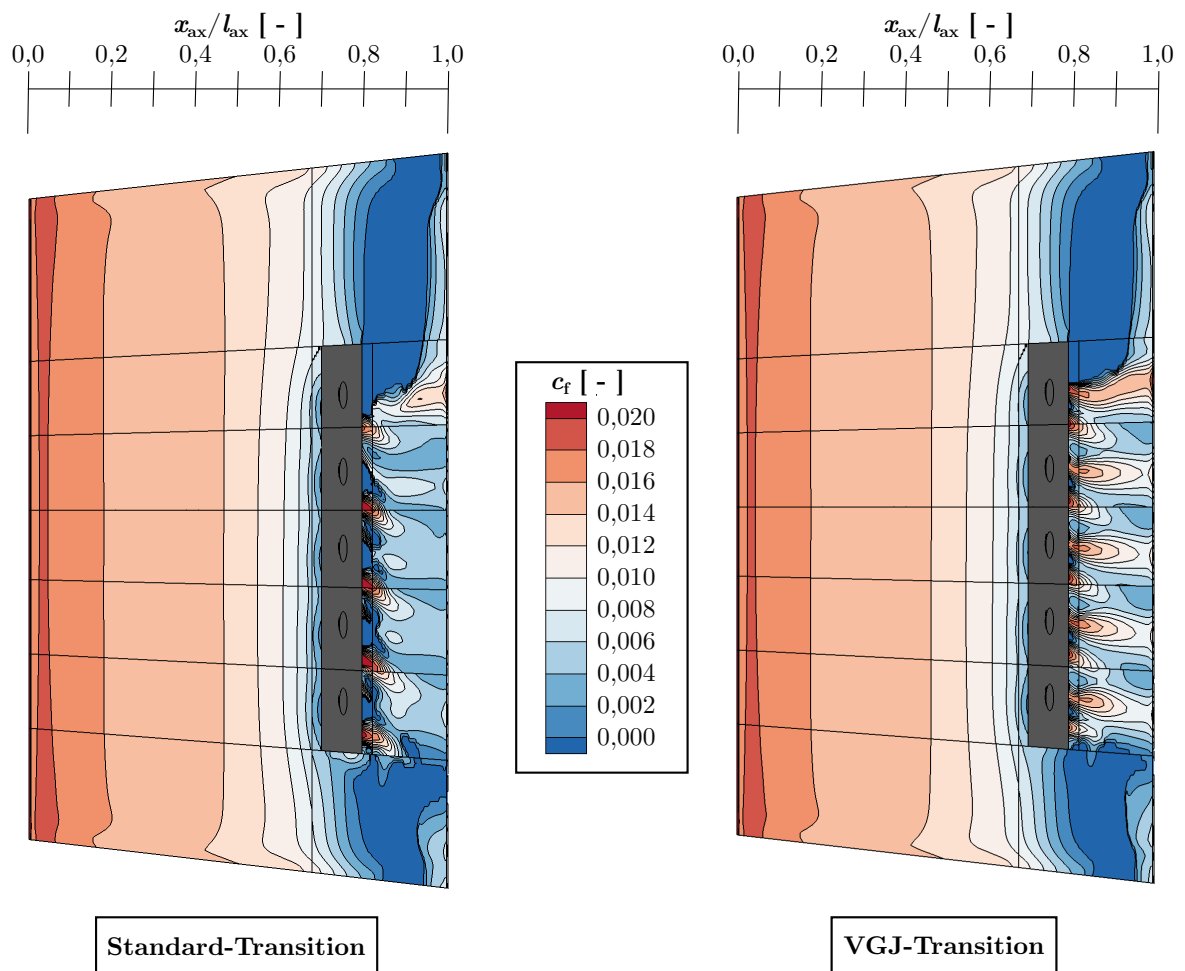 x_ax/l_ax [ - ]
0,0 0,2 0,4 0,6 0,8 1,0
x_ax/l_ax [ - ]
0,0 0,2 0,4 0,6 0,8 1,0
c_f [ - ]
0,020
0,018
0,016
0,014
0,012
0,010
0,008
0,006
0,004
0,002
0,000
Standard-Transition
VGJ-Transition